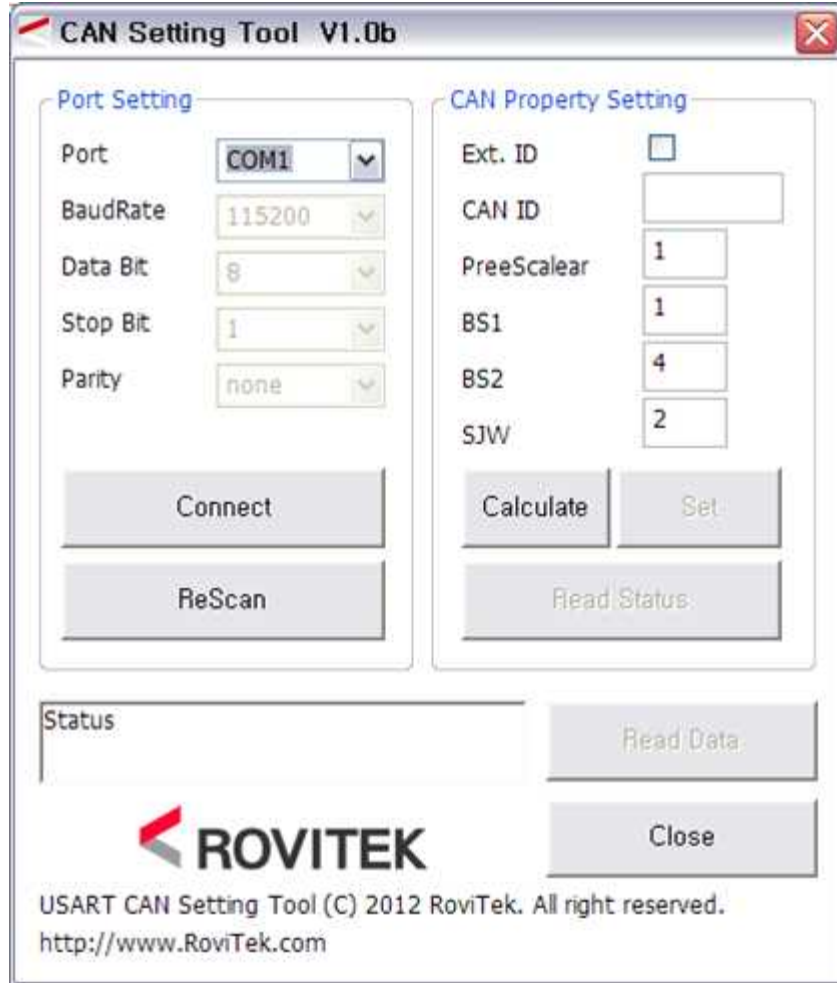 CAN Setting Tool V1.0b
Port Setting
Port COM1
BaudRate 115200
Data Bit 8
Stop Bit 1
Parity none
Connect
ReScan
CAN Property Setting
Ext. ID
CAN ID
PreeScalear 1
BS1 1
BS2 4
SJW 2
Calculate Set
Read Status
Status
Read Data
ROVITEK
Close
USART CAN Setting Tool (C) 2012 RoviTek. All right reserved.
http://www.RoviTek.com